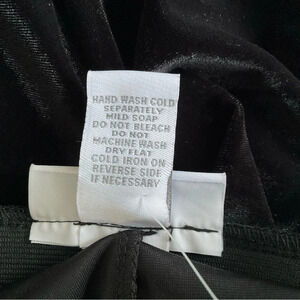 HAND WASH COLD
SEPARATELY
MILD SOAP
DO NOT BLEACH
DO NOT
MACHINE WASH
DRY FLAT
COLD IRON ON
REVERSE SIDE
IF NECESSARY